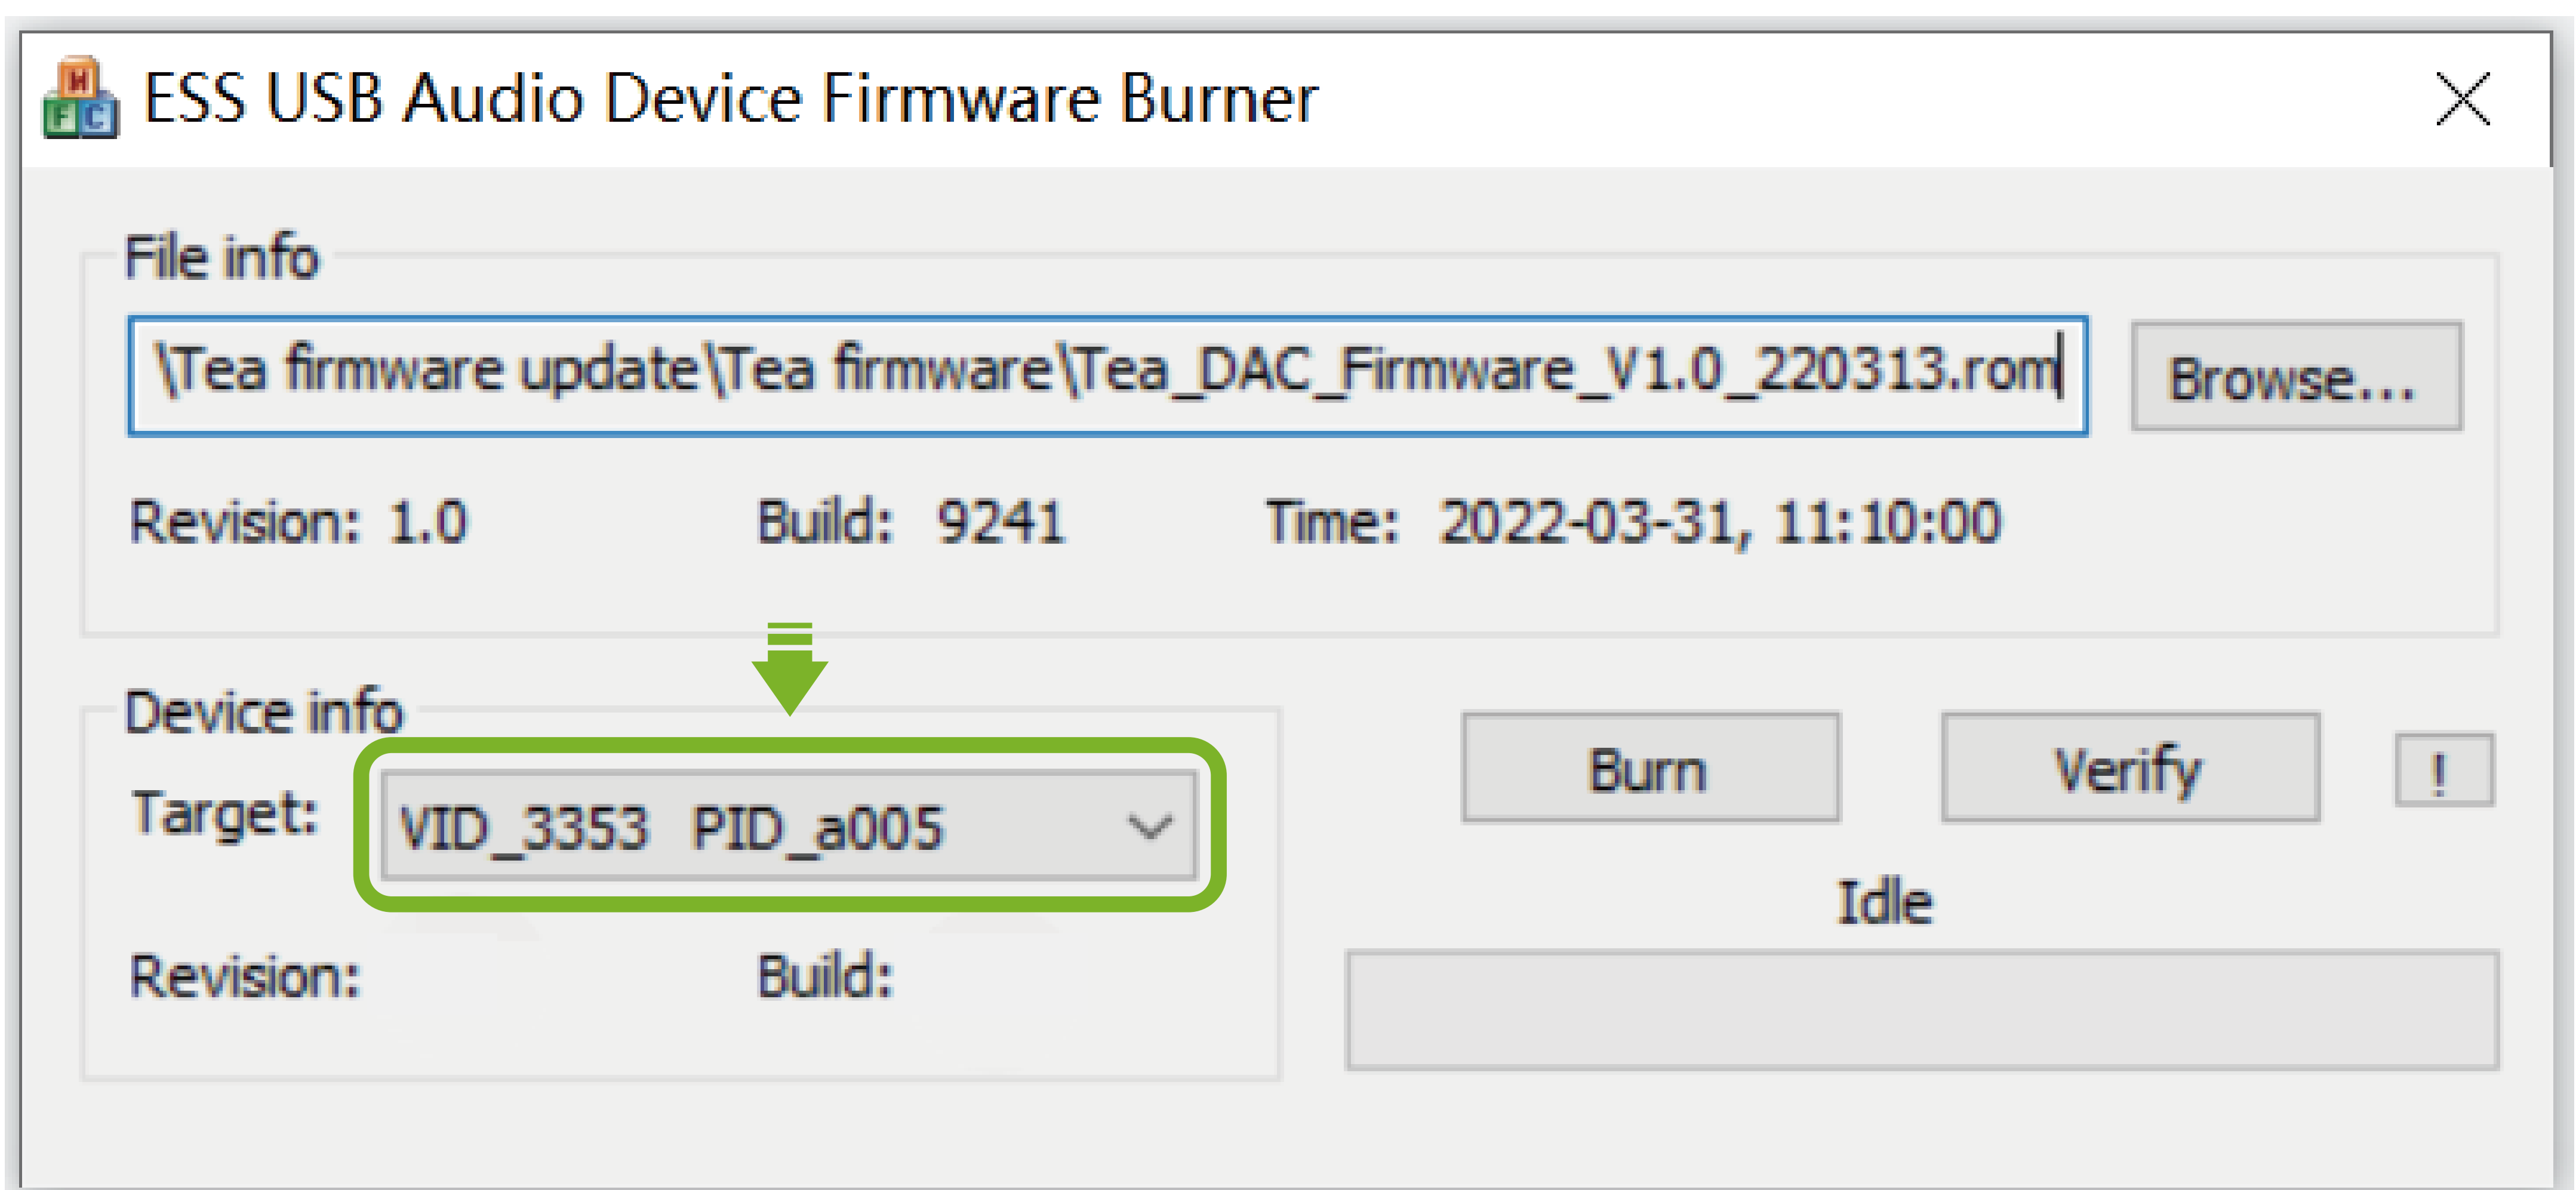 ESS USB Audio Device Firmware Burner
File info
\Tea firmware update\Tea firmware\Tea_DAC_Firmware_V1.0_220313.rom
Browse...
Revision: 1.0 Build: 9241 Time: 2022-03-31, 11:10:00
Device info
Target: VID_3353 PID_a005
Burn Verify !
Idle
Revision: Build: